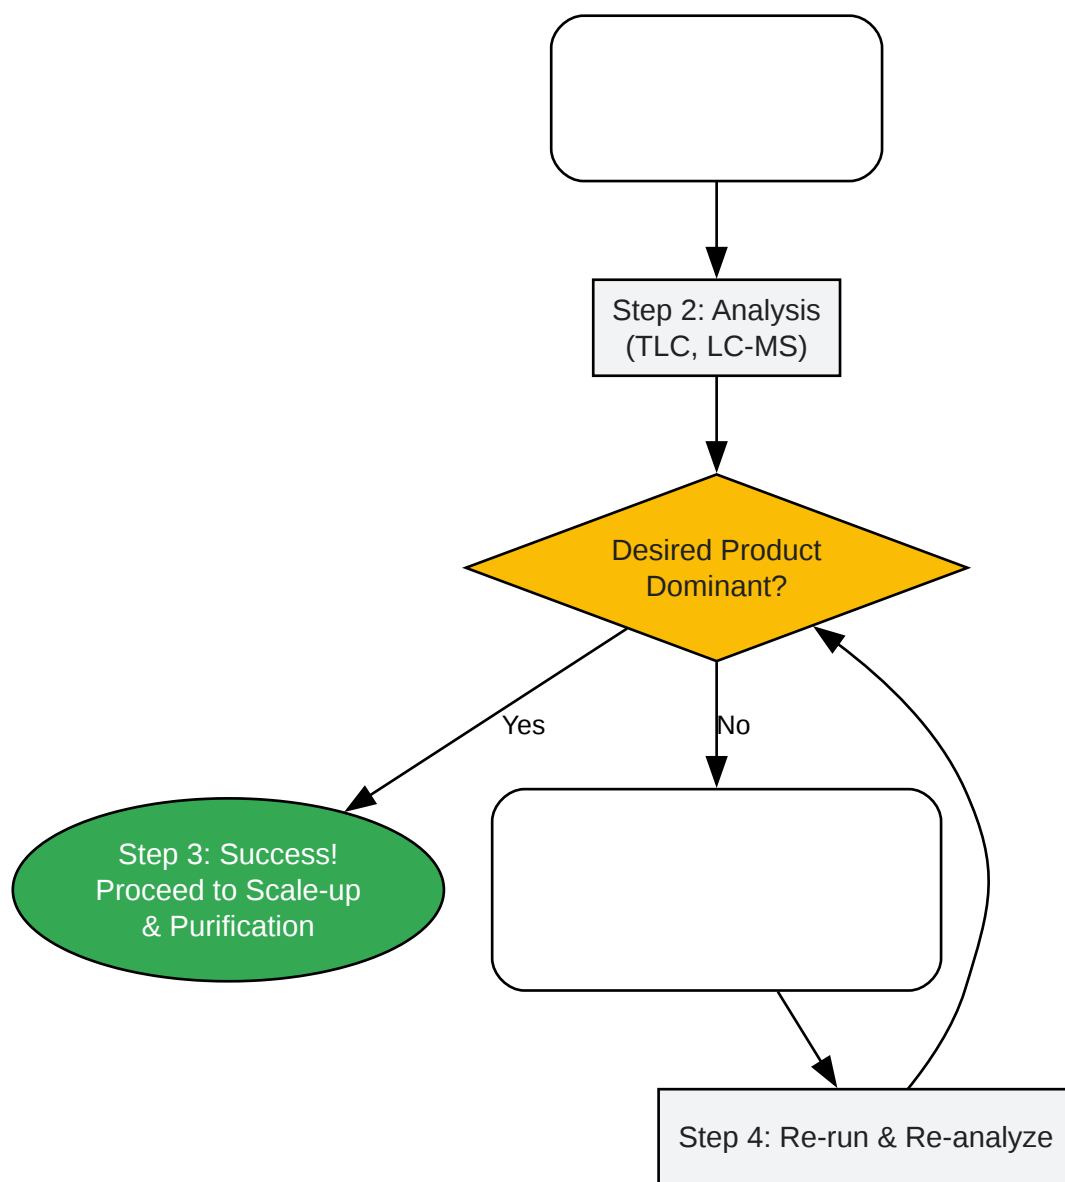 Step 2: Analysis
(TLC, LC-MS)
Desired Product
Dominant?
Yes
No
Step 3: Success!
Proceed to Scale-up
& Purification
Step 4: Re-run & Re-analyze